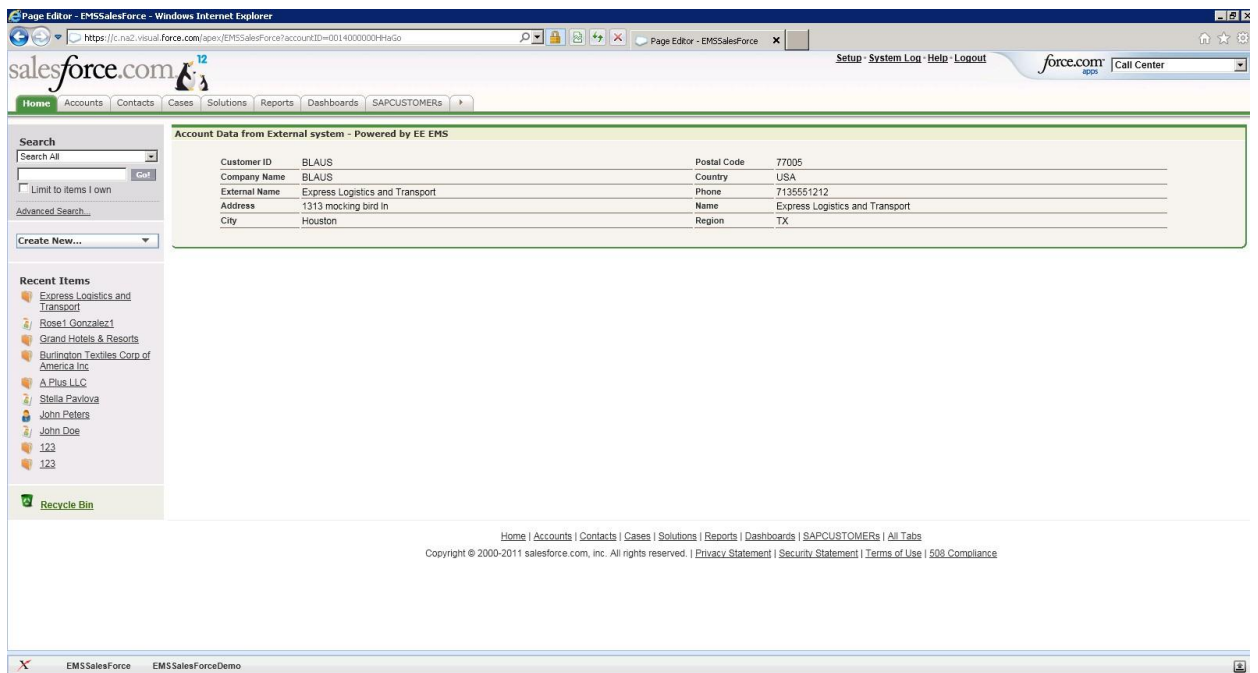 Page Editor - EMSSalesForce - Windows Internet Explorer
https://c.na2.visual.force.com/apex/EMSSalesForce?accountID=0014000000HHaGo
Page Editor - EMSSalesForce
salesforce.com
12
Setup · System Log · Help · Logout
force.com apps
Call Center
Home Accounts Contacts Cases Solutions Reports Dashboards SAPCUSTOMERs
Search
Search All
Go!
Limit to items I own
Advanced Search...
Create New...
Recent Items
Express Logistics and
Transport
Rose1 Gonzalez1
Grand Hotels & Resorts
Burlington Textiles Corp of
America Inc
A Plus LLC
Stella Pavlova
John Peters
John Doe
123
123
Recycle Bin
Account Data from External system - Powered by EE EMS
Customer ID BLAUS Postal Code 77005
Company Name BLAUS Country USA
External Name Express Logistics and Transport Phone 7135551212
Address 1313 mocking bird ln Name Express Logistics and Transport
City Houston Region TX
Home | Accounts | Contacts | Cases | Solutions | Reports | Dashboards | SAPCUSTOMERs | All Tabs
Copyright © 2000-2011 salesforce.com, inc. All rights reserved. | Privacy Statement | Security Statement | Terms of Use | 508 Compliance
EMSSalesForce EMSSalesForceDemo